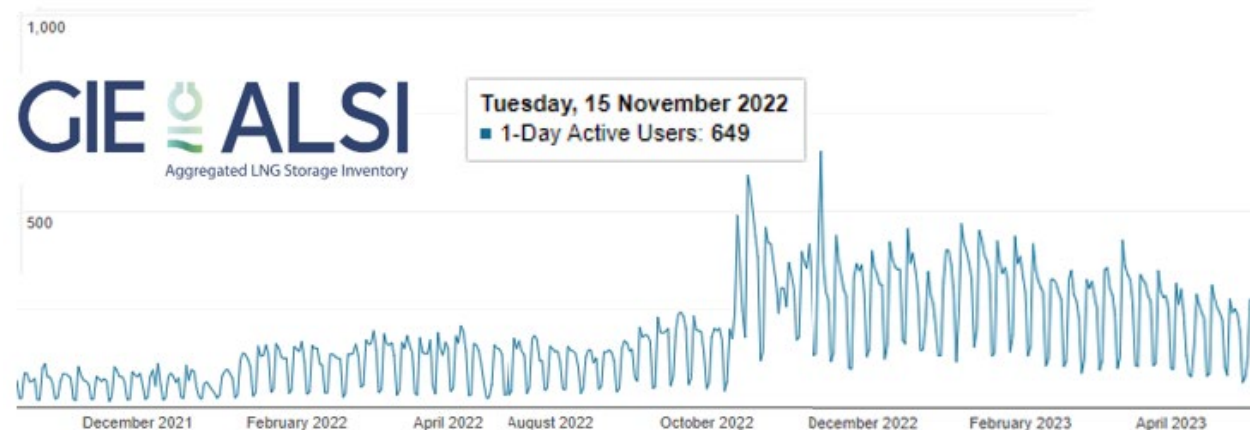 1,000
GIE ALSI
Aggregated LNG Storage Inventory
Tuesday, 15 November 2022
1-Day Active Users: 649
500
December 2021
February 2022
April 2022
August 2022
October 2022
December 2022
February 2023
April 2023